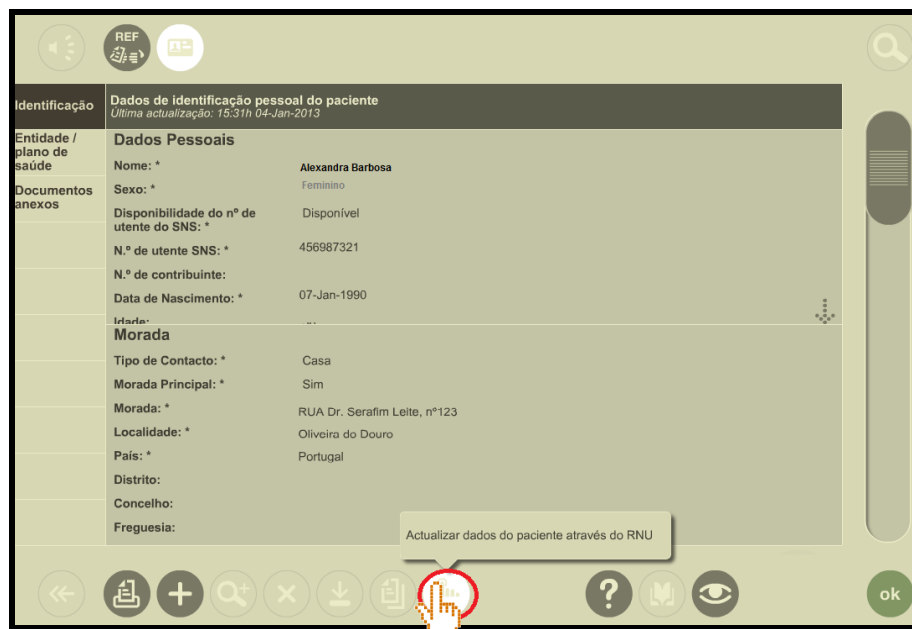 REF
Identificação
Dados de identificação pessoal do paciente
Última actualização: 15:31h 04-Jan-2013
Entidade /
plano de
saúde
Documentos
anexos
Dados Pessoais
Nome: * Alexandra Barbosa
Sexo: * Feminino
Disponibilidade do nº de Disponível
utente do SNS: *
N.º de utente SNS: * 456987321
N.º de contribuinte:
Data de Nascimento: * 07-Jan-1990
Idade:
Morada
Tipo de Contacto: * Casa
Morada Principal: * Sim
Morada: * RUA Dr. Serafim Leite, nº123
Localidade: * Oliveira do Douro
País: * Portugal
Distrito:
Concelho:
Freguesia:
Actualizar dados do paciente através do RNU
?
ok